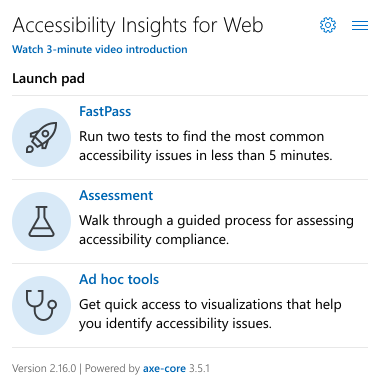 Accessibility Insights for Web
Watch 3-minute video introduction
Launch pad
FastPass
Run two tests to find the most common
accessibility issues in less than 5 minutes.
Assessment
Walk through a guided process for assessing
accessibility compliance.
Ad hoc tools
Get quick access to visualizations that help
you identify accessibility issues.
Version 2.16.0 | Powered by axe-core 3.5.1